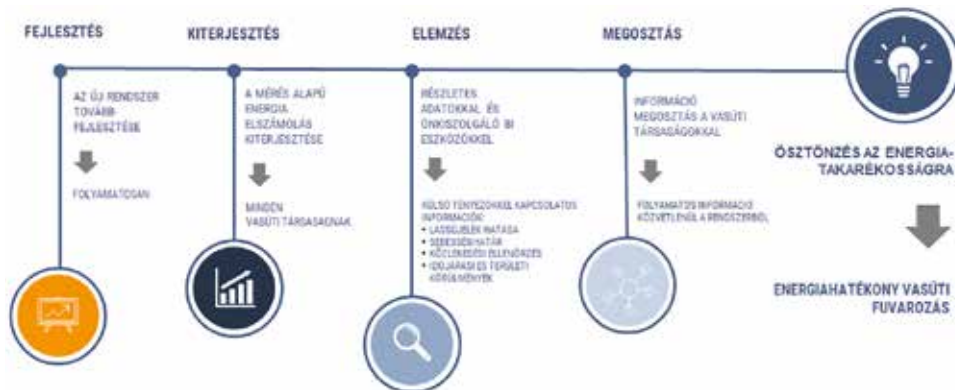 FEJLESZTÉS
AZ ÚJ RENDSZER
TOVÁBB-
FEJLESZTÉSE
FOLYAMATOSAN
KITERJESZTÉS
A MÉRÉS ALAPÚ
ENERGIA
ELSZÁMOLÁS
KITERJESZTÉSE
MINDEN
VASÚTI TÁRSASÁGNAK
ELEMZÉS
RÉSZLETES
ADATOKKAL ÉS
ÖNKISZOLGÁLÓ BI
ESZKÖZÖKKEL
KÜLSŐ TÉNYEZŐKKEL KAPCSOLATOS
INFORMÁCIÓK:
• LASSÚJELEK HATÁSA
• SEBESSÉGHATÁR
• KÖZLEKEDÉSI ELLENŐRZÉS
• IDŐJÁRÁSI ÉS TERÜLETI
KÖRÜLMÉNYEK
MEGOSZTÁS
INFORMÁCIÓ
MEGOSZTÁS A VASÚTI
TÁRSASÁGOKKAL
FOLYAMATOS INFORMÁCIÓ
KÖZVETLENÜL A RENDSZERBŐL
ÖSZTÖNZÉS AZ ENERGIA-
TAKARÉKOSSÁGRA
ENERGIAHATÉKONY VASÚTI
FUVAROZÁS